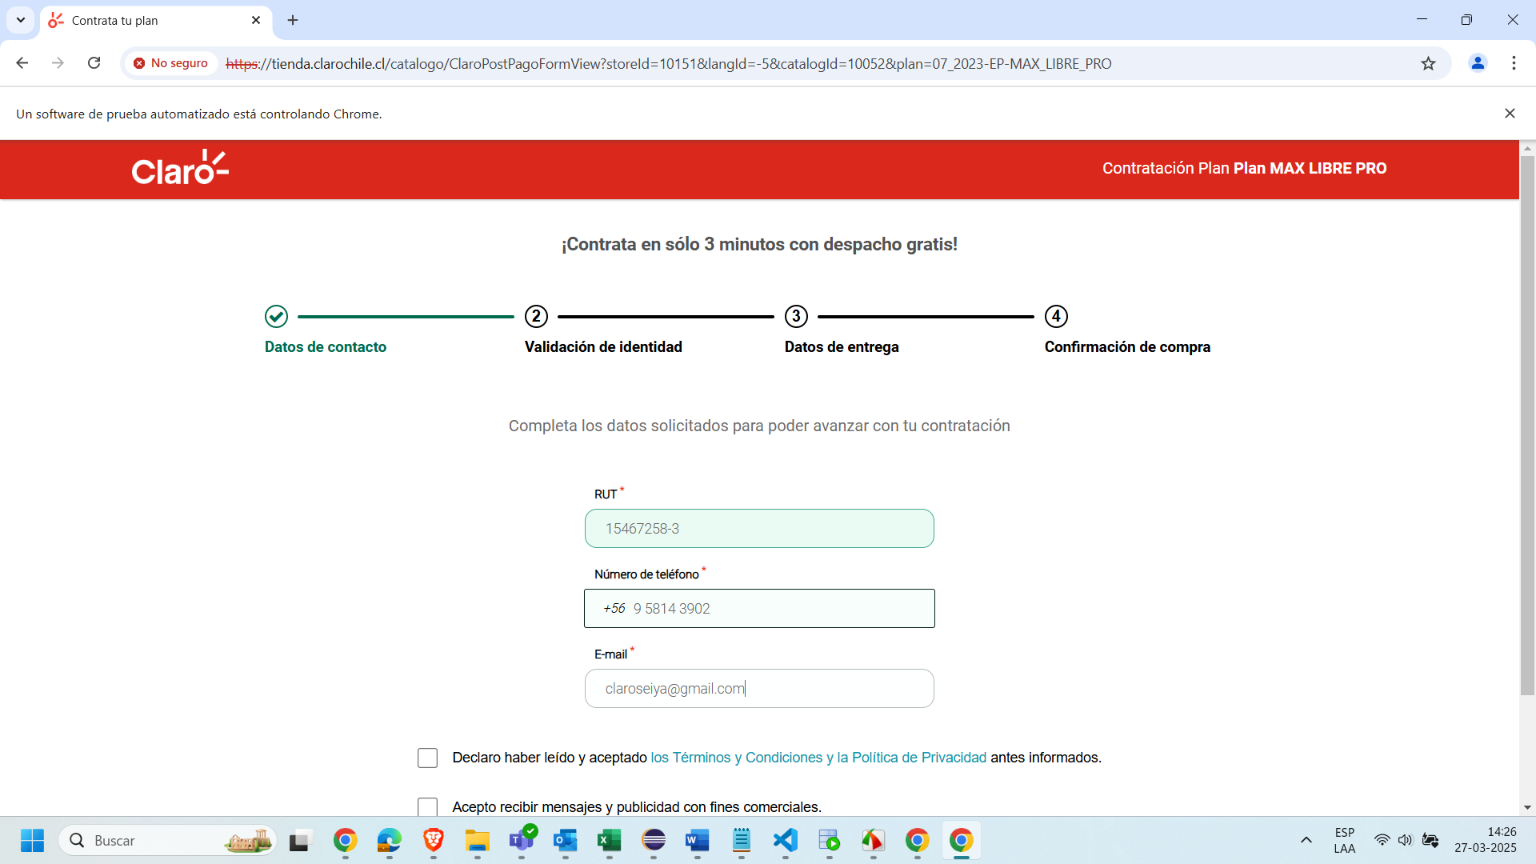 Contrata tu plan
No seguro
https://tienda.clarochile.cl/catalogo/ClaroPostPagoFormView?storeId=10151&langId=-5&catalogId=10052&plan=07_2023-EP-MAX_LIBRE_PRO
Un software de prueba automatizado está controlando Chrome.
Claro
Contratación Plan Plan MAX LIBRE PRO
¡Contrata en sólo 3 minutos con despacho gratis!
2 3 4
Datos de contacto Validación de identidad Datos de entrega Confirmación de compra
Completa los datos solicitados para poder avanzar con tu contratación
RUT *
15467258-3
Número de teléfono *
+56 9 5814 3902
E-mail *
claroseiya@gmail.com
Declaro haber leído y aceptado los Términos y Condiciones y la Política de Privacidad antes informados.
Acepto recibir mensajes y publicidad con fines comerciales.
Buscar
ESP
LAA
14:26
27-03-2025